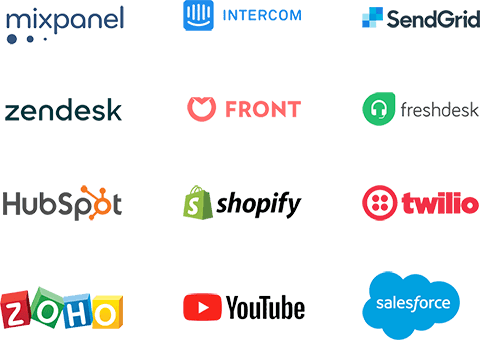 mixpanel
INTERCOM
SendGrid
zendesk
FRONT
freshdesk
HubSpot
shopify
twilio
ZOHO
YouTube
salesforce